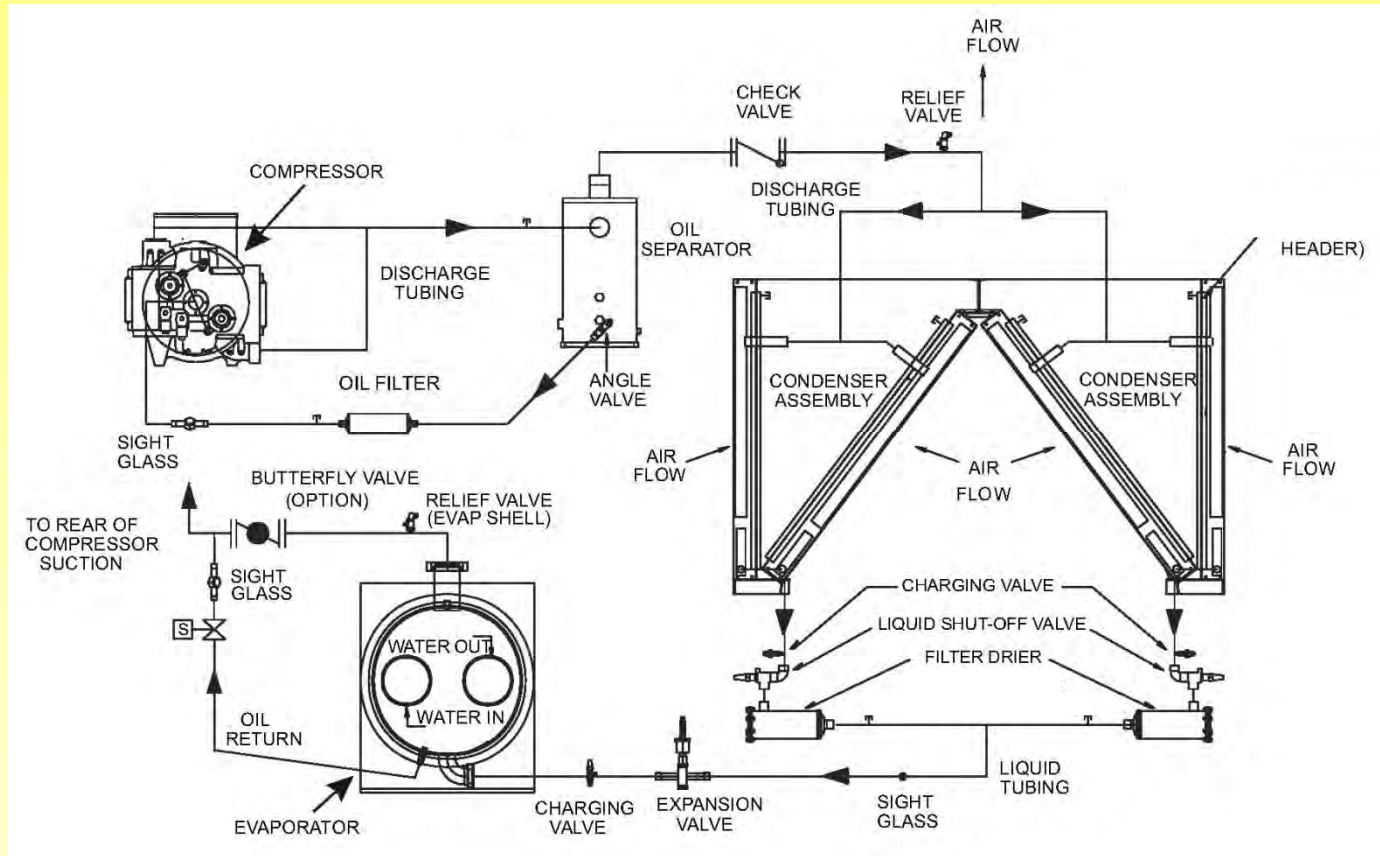 AIR
FLOW
CHECK
VALVE
RELIEF
VALVE
COMPRESSOR
DISCHARGE
TUBING
OIL
SEPARATOR
HEADER)
DISCHARGE
TUBING
OIL FILTER
ANGLE
VALVE
CONDENSER
ASSEMBLY
CONDENSER
ASSEMBLY
SIGHT
GLASS
AIR
FLOW
AIR
FLOW
AIR
FLOW
BUTTERFLY VALVE
(OPTION)
RELIEF VALVE
(EVAP SHELL)
TO REAR OF
COMPRESSOR
SUCTION
SIGHT
GLASS
S
CHARGING VALVE
LIQUID SHUT-OFF VALVE
FILTER DRIER
WATER OUT
WATER IN
OIL
RETURN
EVAPORATOR
CHARGING
VALVE
EXPANSION
VALVE
SIGHT
GLASS
LIQUID
TUBING